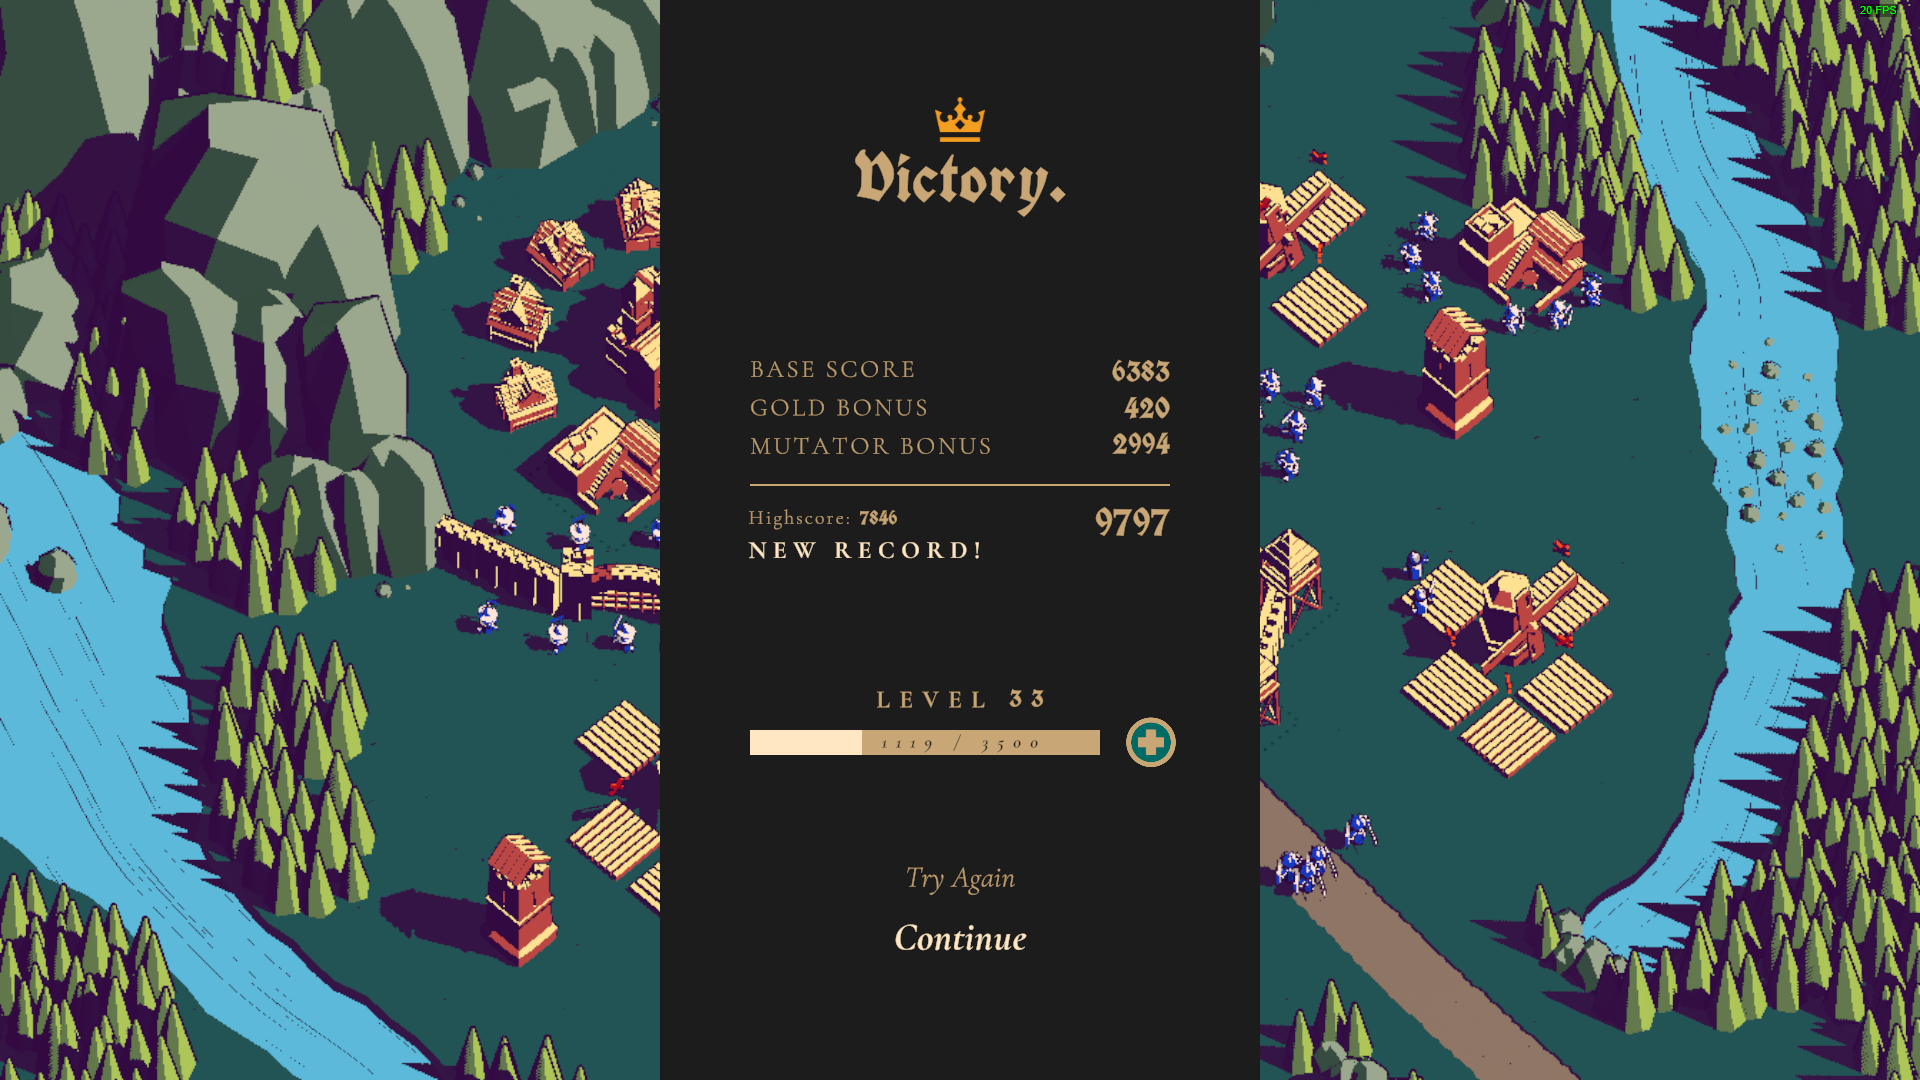 20 FPS
Victory.
BASE SCORE 6383
GOLD BONUS 420
MUTATOR BONUS 2994
Highscore: 7846 9797
NEW RECORD!
LEVEL 33
1119 / 3500
Try Again
Continue